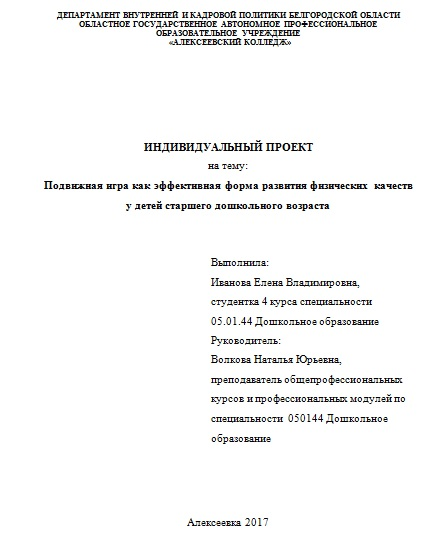 ДЕПАРТАМЕНТ ВНУТРЕННЕЙ И КАДРОВОЙ ПОЛИТИКИ БЕЛГОРОДСКОЙ ОБЛАСТИ
ОБЛАСТНОЕ ГОСУДАРСТВЕННОЕ АВТОНОМНОЕ ПРОФЕССИОНАЛЬНОЕ
ОБРАЗОВАТЕЛЬНОЕ УЧРЕЖДЕНИЕ
«АЛЕКСЕЕВСКИЙ КОЛЛЕДЖ»
ИНДИВИДУАЛЬНЫЙ ПРОЕКТ
на тему:
Подвижная игра как эффективная форма развития физических качеств
у детей старшего дошкольного возраста
Выполнила:
Иванова Елена Владимировна,
студентка 4 курса специальности
05.01.44 Дошкольное образование
Руководитель:
Волкова Наталья Юрьевна,
преподаватель общепрофессиональных
курсов и профессиональных модулей по
специальности 050144 Дошкольное
образование
Алексеевка 2017